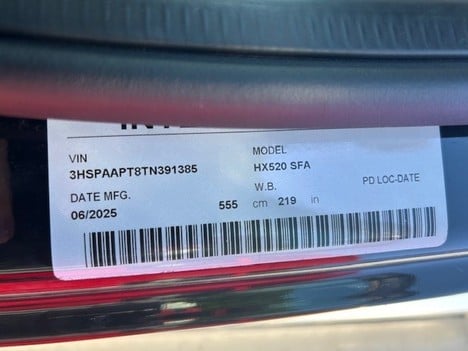 VIN
3HSPAAPT8TN391385
MODEL
HX520 SFA
DATE MFG.
06/2025
W.B.
555 cm 219 in
PD LOC-DATE